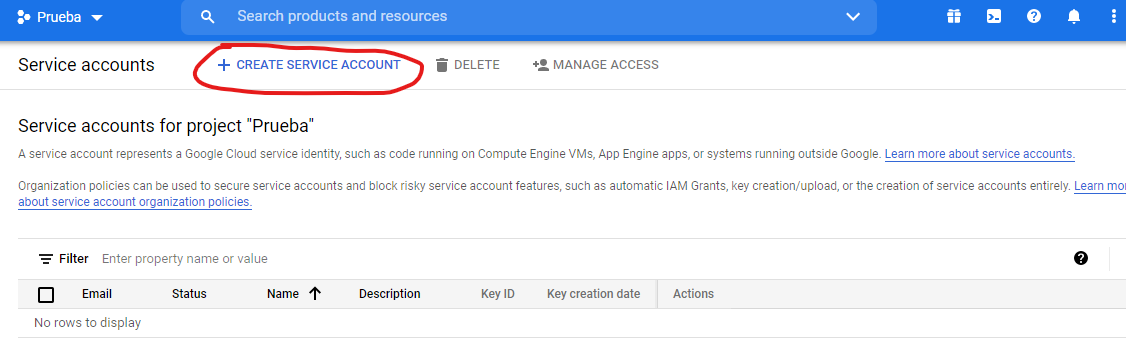 Prueba
Search products and resources
Service accounts
+ CREATE SERVICE ACCOUNT
DELETE
MANAGE ACCESS
Service accounts for project "Prueba"
A service account represents a Google Cloud service identity, such as code running on Compute Engine VMs, App Engine apps, or systems running outside Google. Learn more about service accounts.
Organization policies can be used to secure service accounts and block risky service account features, such as automatic IAM Grants, key creation/upload, or the creation of service accounts entirely. Learn mor
about service account organization policies.
Filter Enter property name or value
Email Status Name Description Key ID Key creation date Actions
No rows to display